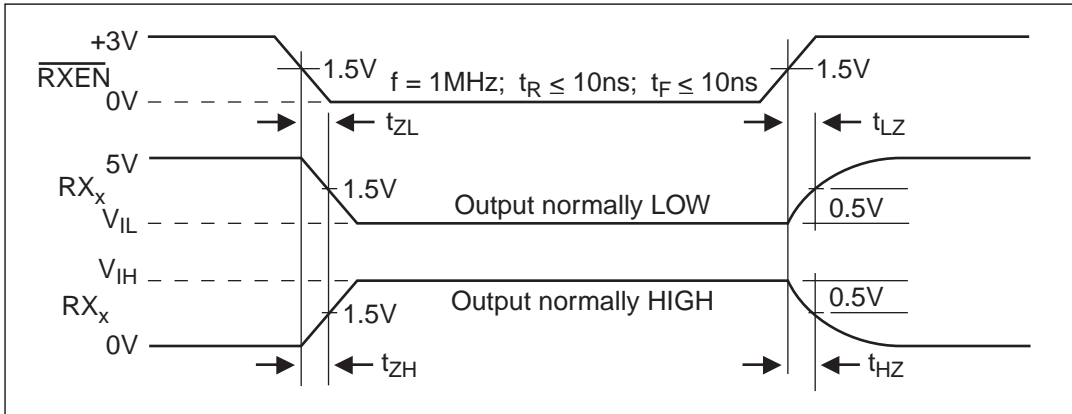 +3V
RXEN
0V
1.5V
f = 1MHz; tR ≤ 10ns; tF ≤ 10ns
1.5V
tZL
tLZ
5V
RXx
VIL
1.5V
Output normally LOW
0.5V
VIH
RXx
0V
1.5V
Output normally HIGH
0.5V
tZH
tHZ